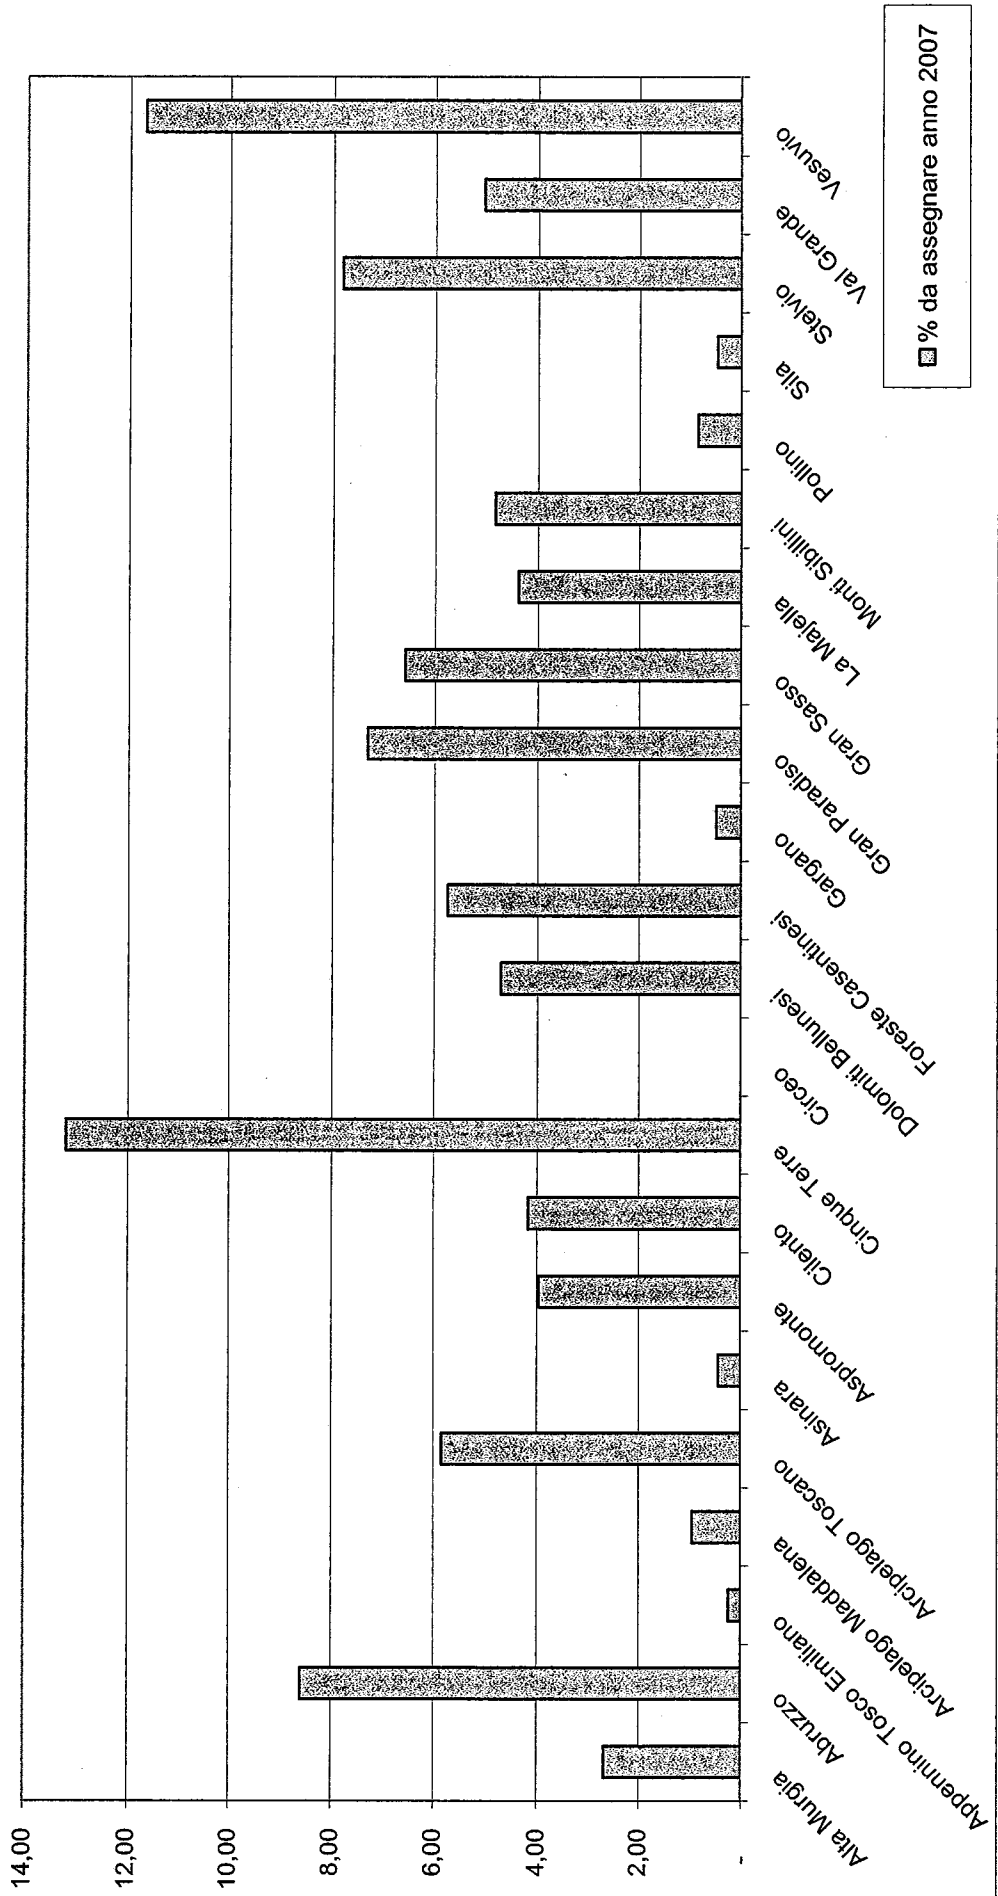 14,00
12,00
10,00
8,00
6,00
4,00
2,00
-
Alta Murgia
Abruzzo
Appennino Tosco Emiliano
Arcipelago Maddalena
Arcipelago Toscano
Asinara
Aspromonte
Cilento
Cinque Terre
Circeo
Dolomiti Bellunesi
Foreste Casentinesi
Gargano
Gran Paradiso
Gran Sasso
La Majella
Monti Sibillini
Pollino
Sila
Stelvio
Val Grande
Vesuvio
% da assegnare anno 2007